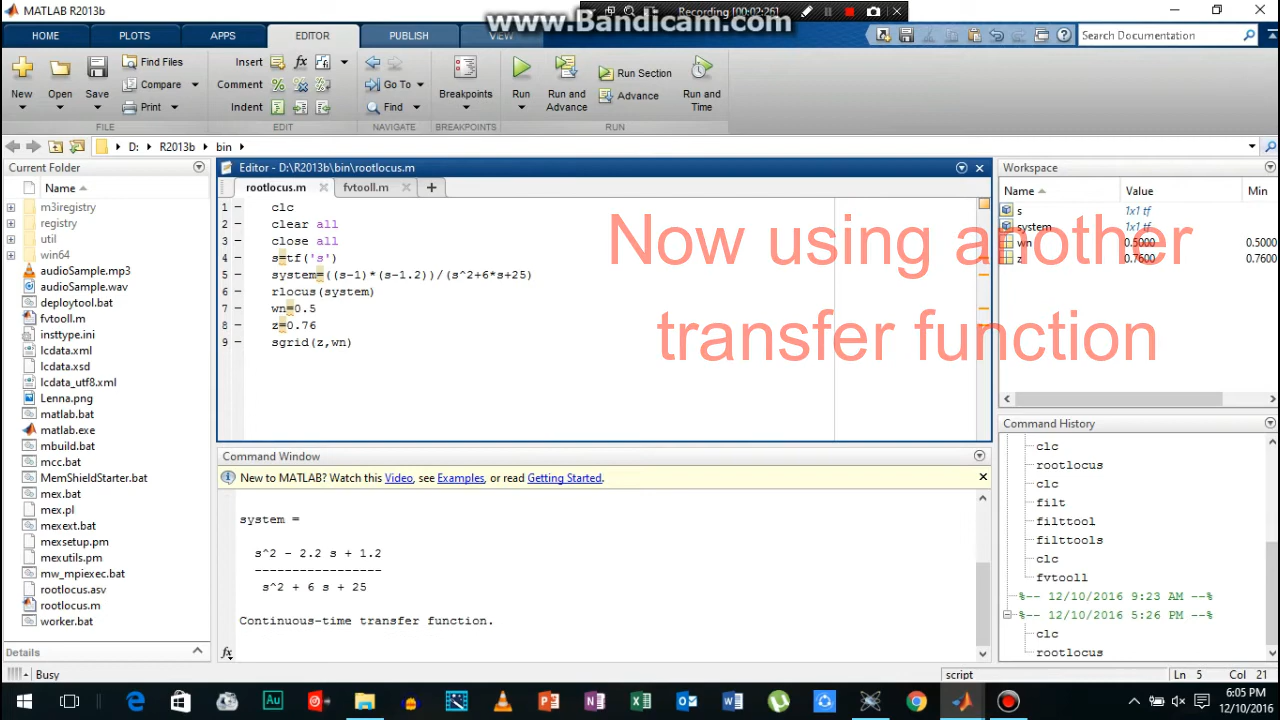 MATLAB R2013b
Recording [00:02:26]
www.Bandicam.com
HOME PLOTS APPS EDITOR PUBLISH VIEW
Search Documentation
New Open Save
Find Files
Compare
Print
Insert
Comment
Indent
Go To
Find
Breakpoints
Run
Run and Advance
Run Section
Advance
Run and Time
FILE EDIT NAVIGATE BREAKPOINTS RUN
D: R2013b bin
Current Folder
Name
m3iregistry
registry
util
win64
audioSample.mp3
audioSample.wav
deploytool.bat
fvtool1.m
insttype.ini
lcdata.xml
lcdata.xsd
lcdata_utf8.xml
Lenna.png
matlab.bat
matlab.exe
mbuild.bat
mcc.bat
MemShieldStarter.bat
mex.bat
mex.pl
mexext.bat
mexsetup.pm
mexutils.pm
mw_mpiexec.bat
rootlocus.asv
rootlocus.m
worker.bat
Details
Editor - D:\R2013b\bin\rootlocus.m
rootlocus.m fvtooll.m
1 clc
2 clear all
3 close all
4 s=tf('s')
5 system=((s-1)*(s-1.2))/(s^2+6*s+25)
6 rlocus(system)
7 wn=0.5
8 z=0.76
9 sgrid(z,wn)
Now using another
transfer function
Command Window
New to MATLAB? Watch this Video, see Examples, or read Getting Started.
system =
s^2 - 2.2 s + 1.2
-----------------
s^2 + 6 s + 25
Continuous-time transfer function.
fx
Workspace
Name Value Min
s 1x1 tf
system 1x1 tf
wn 0.5000 0.5000
z 0.7600 0.7600
Command History
clc
rootlocus
clc
filt
filttool
filttools
clc
fvtooll
%-- 12/10/2016 9:23 AM --%
%-- 12/10/2016 5:26 PM --%
clc
rootlocus
Busy
script Ln 5 Col 21
6:05 PM
12/10/2016